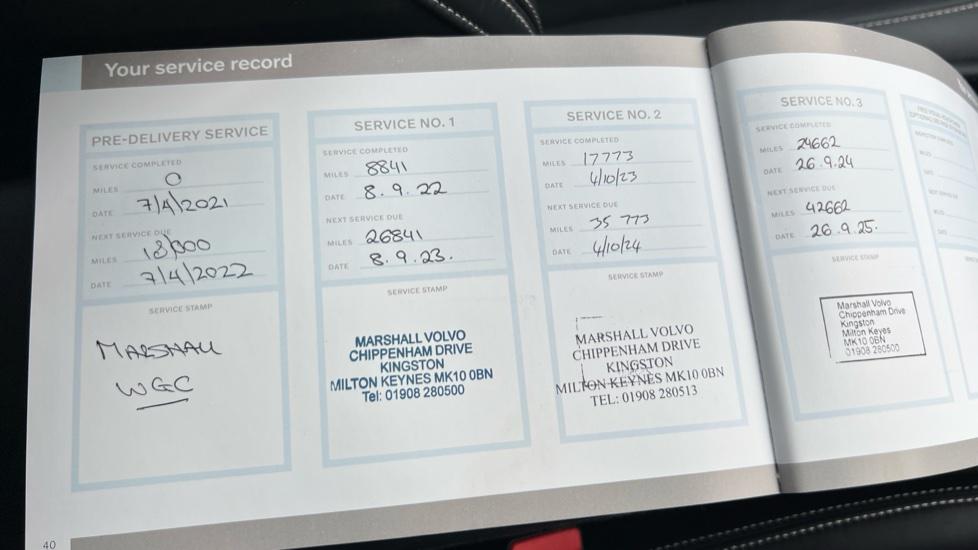 Your service record
PRE-DELIVERY SERVICE
SERVICE COMPLETED
MILES 0
DATE 7/4/2021
NEXT SERVICE DUE
MILES 18,000
DATE 7/4/2022
SERVICE STAMP
MARSHALL
WGC
SERVICE NO. 1
SERVICE COMPLETED
MILES 8841
DATE 8.9.22
NEXT SERVICE DUE
MILES 26841
DATE 8.9.23.
SERVICE STAMP
MARSHALL VOLVO
CHIPPENHAM DRIVE
KINGSTON
MILTON KEYNES MK10 0BN
Tel: 01908 280500
SERVICE NO. 2
SERVICE COMPLETED
MILES 17773
DATE 4/10/23
NEXT SERVICE DUE
MILES 35 773
DATE 4/10/24
SERVICE STAMP
MARSHALL VOLVO
CHIPPENHAM DRIVE
KINGSTON
MILTON KEYNES MK10 0BN
TEL: 01908 280513
SERVICE NO. 3
SERVICE COMPLETED
MILES 24662
DATE 26.9.24
NEXT SERVICE DUE
MILES 42662
DATE 26.9.25.
SERVICE STAMP
Marshall Volvo
Chippenham Drive
Kingston
Milton Keyes
MK10 0BN
01908 280500
40